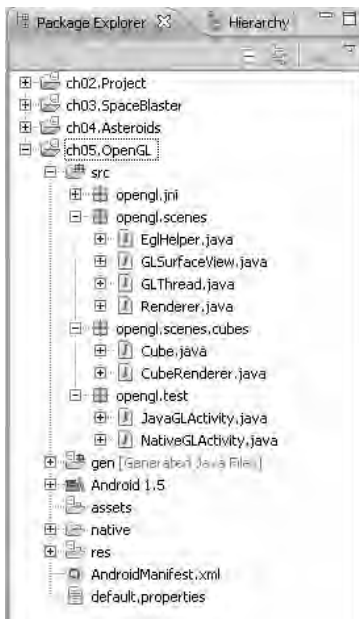 Package Explorer Hierarchy
ch02.Project
ch03.SpaceBlaster
ch04.Asteroids
ch05.OpenGL
src
opengl.jni
opengl.scenes
EglHelper.java
GLSurfaceView.java
GLThread.java
Renderer.java
opengl.scenes.cubes
Cube.java
CubeRenderer.java
opengl.test
JavaGLActivity.java
NativeGLActivity.java
gen [Generated Java Files]
Android 1.5
assets
native
res
AndroidManifest.xml
default.properties